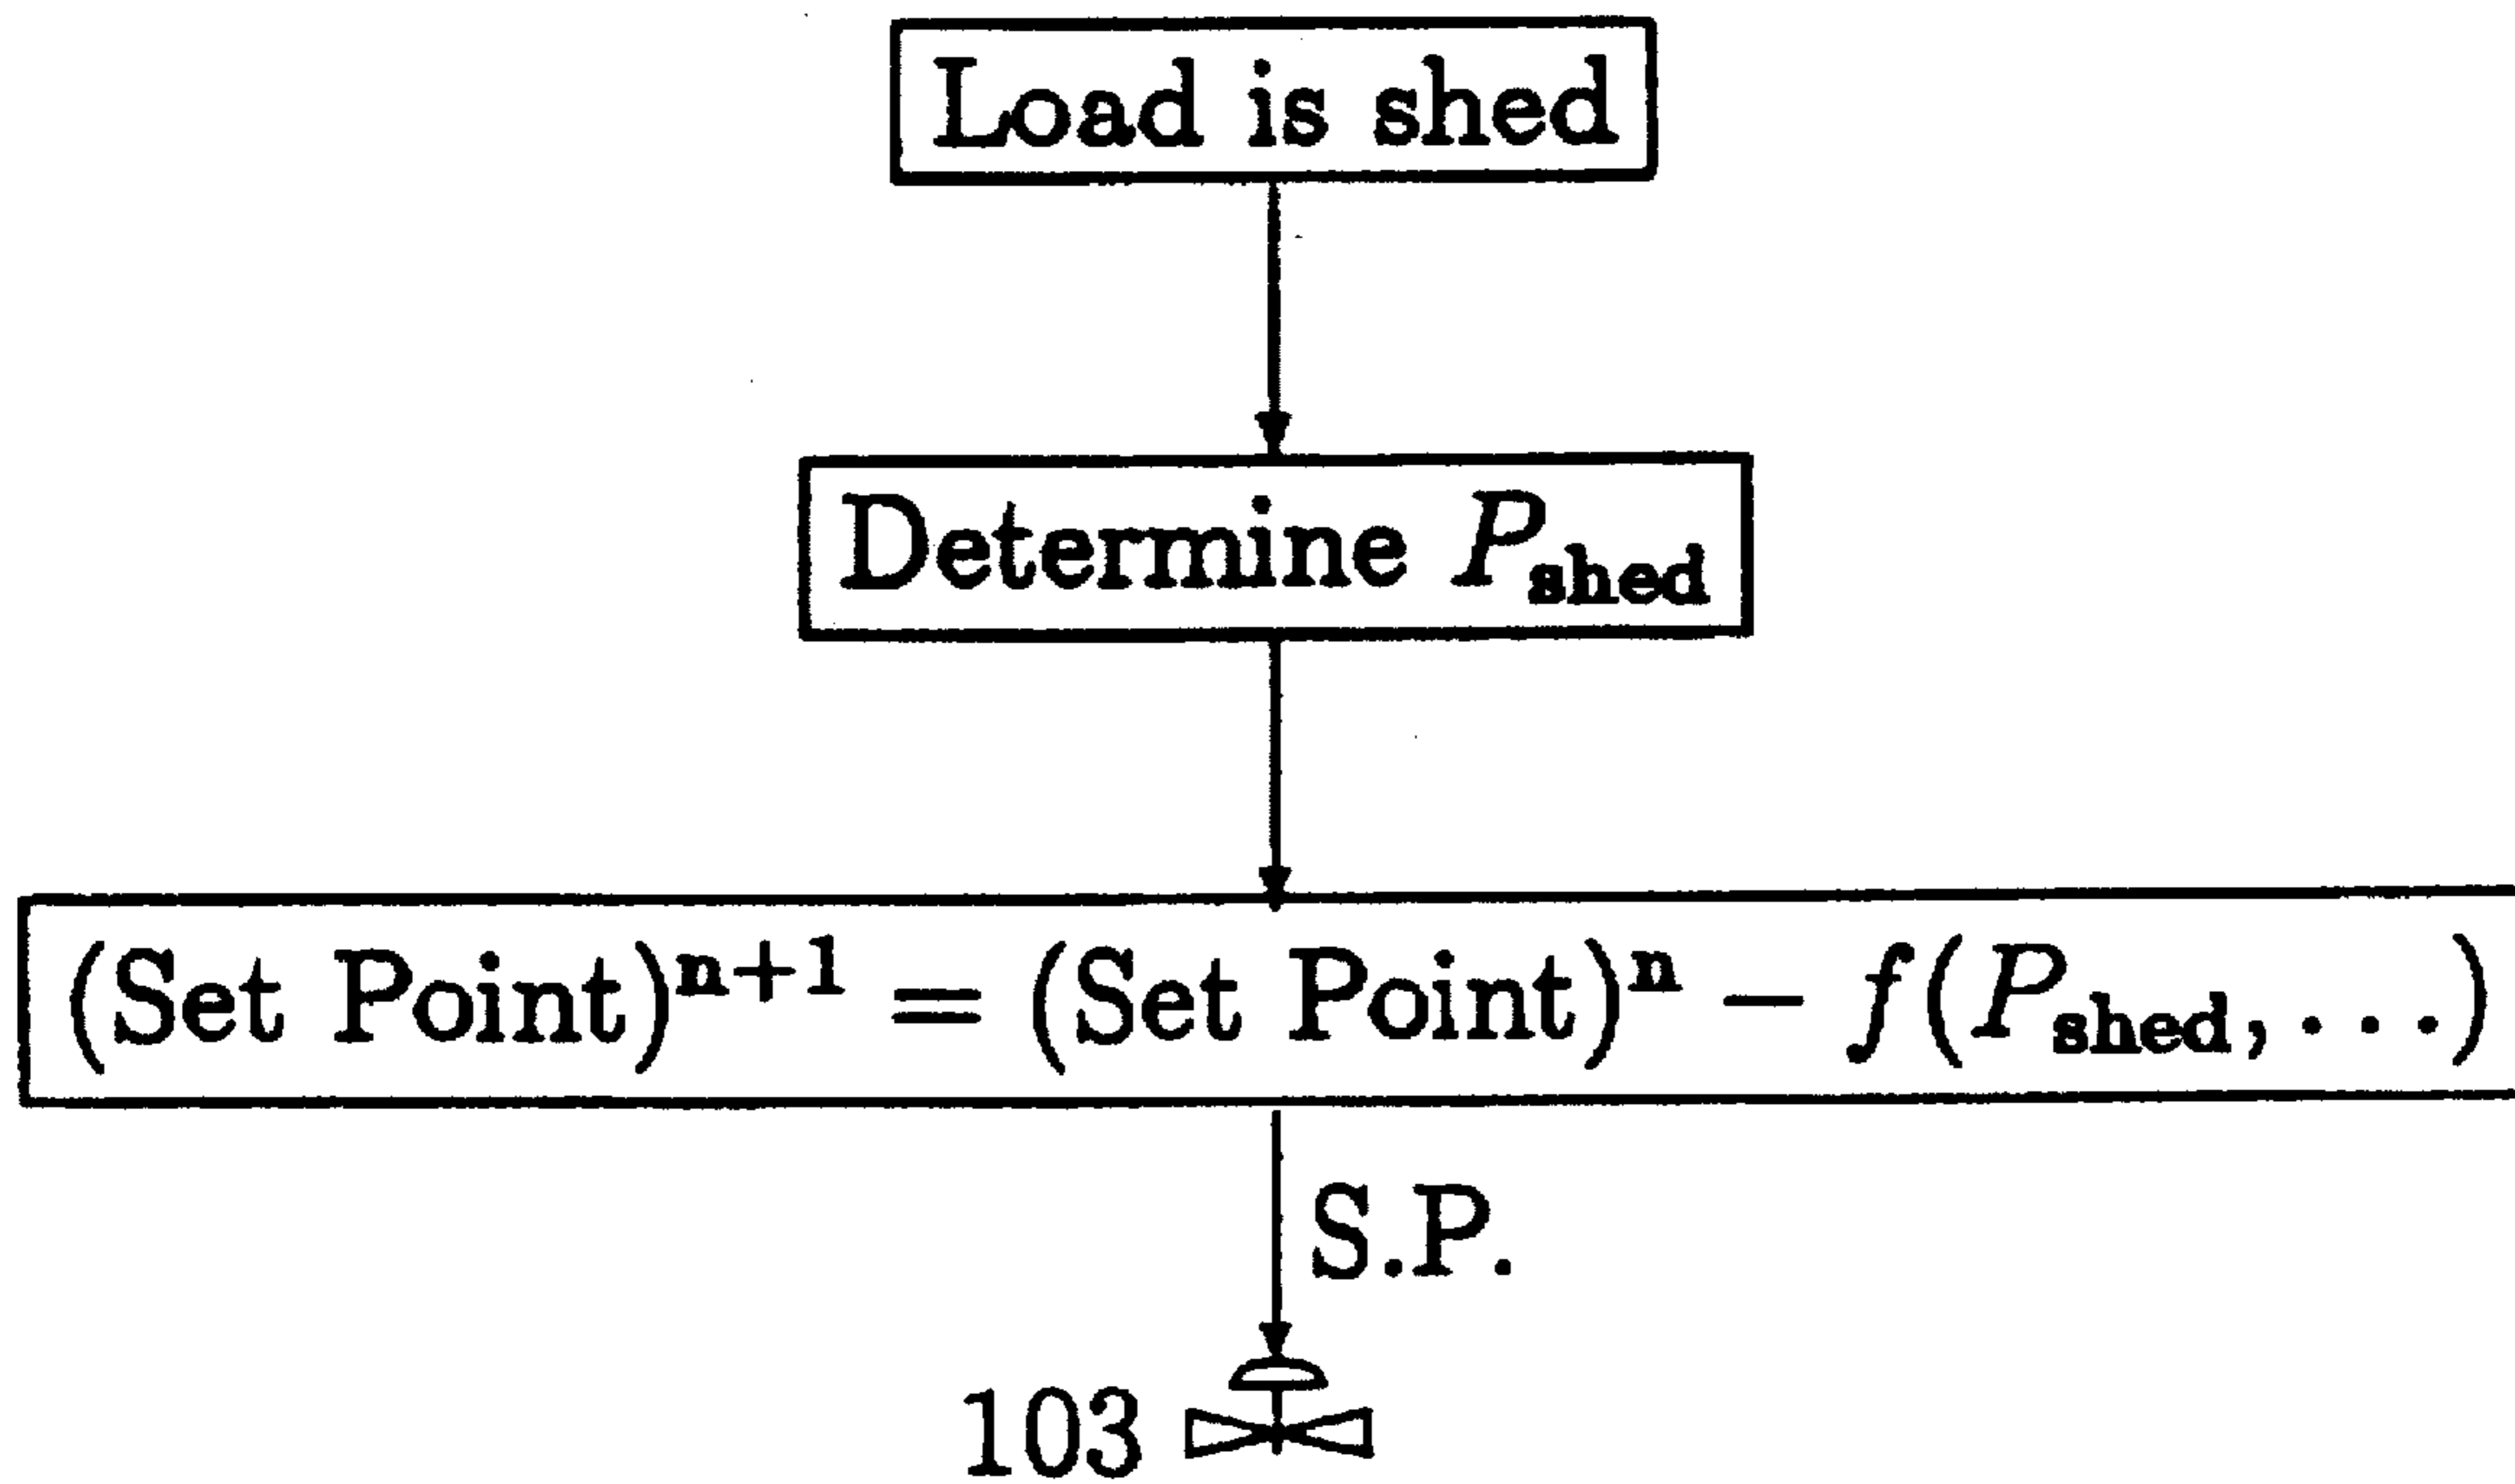 Load is shed
Determine P_shed
(Set Point)^{n+1} = (Set Point)^n − f(P_shed, ...)
S.P.
103